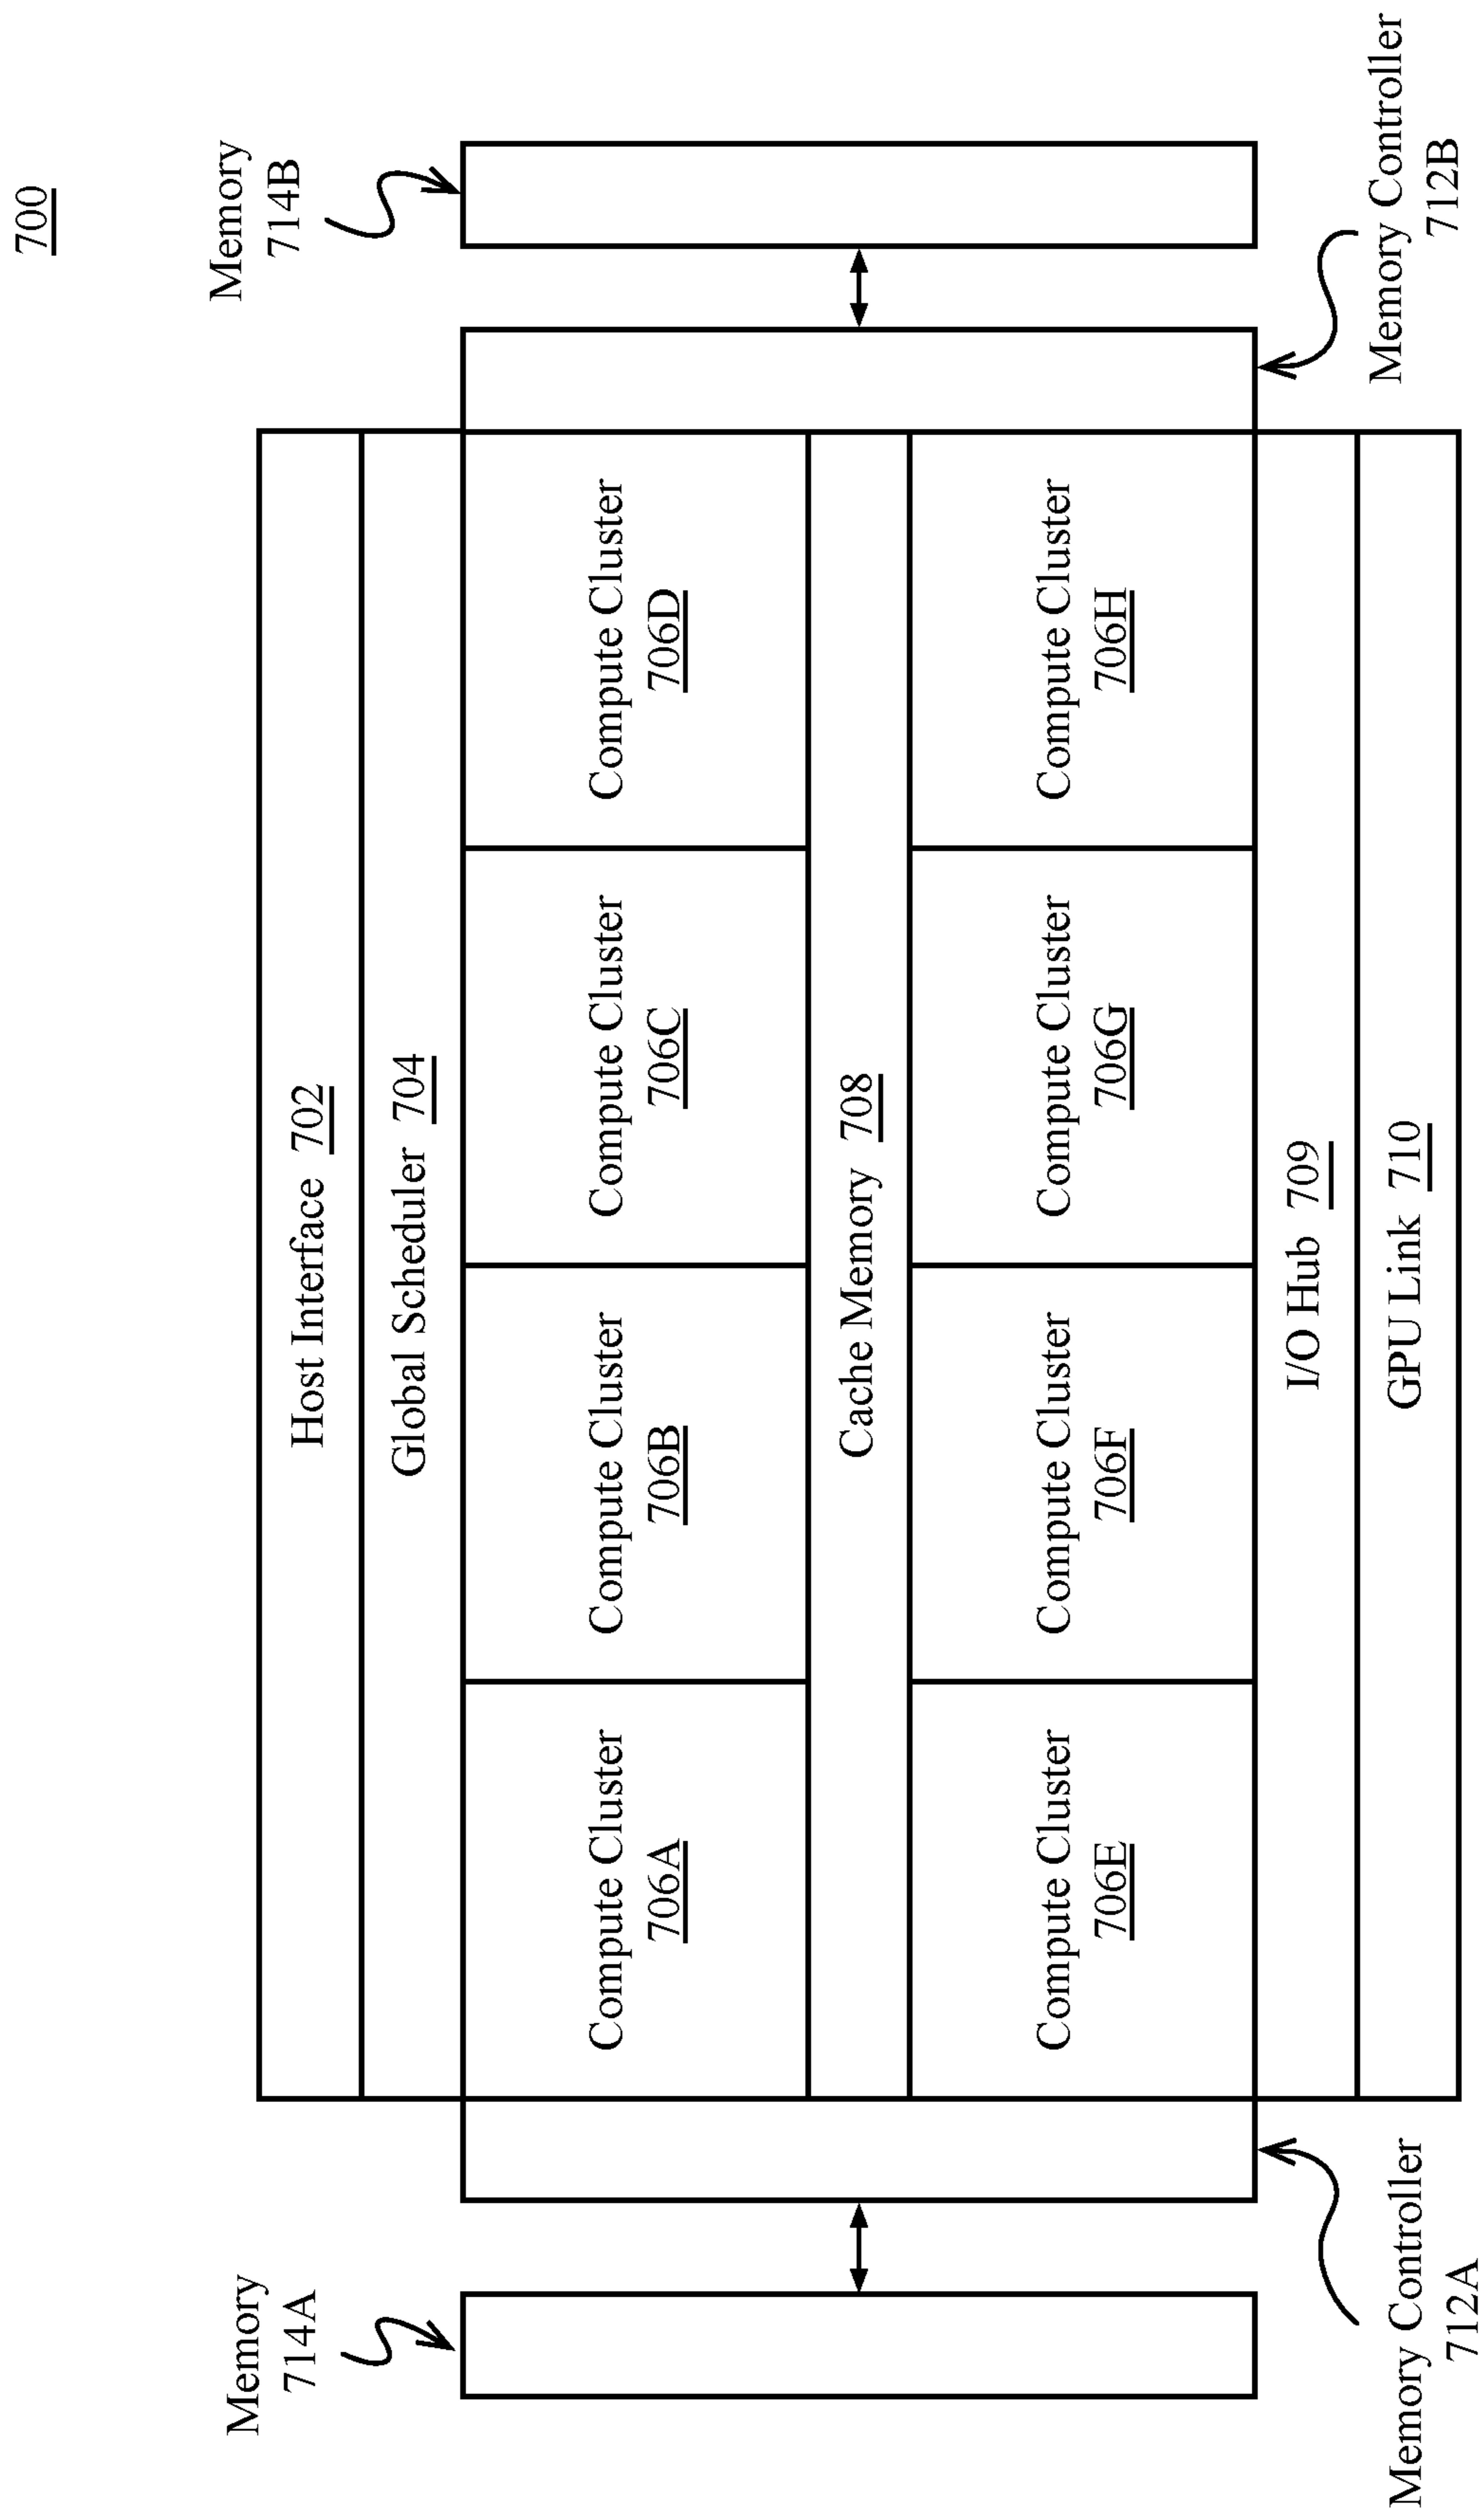 700
Memory
714B
Memory
714A
Host Interface 702
Global Scheduler 704
Compute Cluster
706A
Compute Cluster
706B
Compute Cluster
706C
Compute Cluster
706D
Cache Memory 708
Compute Cluster
706E
Compute Cluster
706F
Compute Cluster
706G
Compute Cluster
706H
I/O Hub 709
GPU Link 710
Memory Controller
712A
Memory Controller
712B